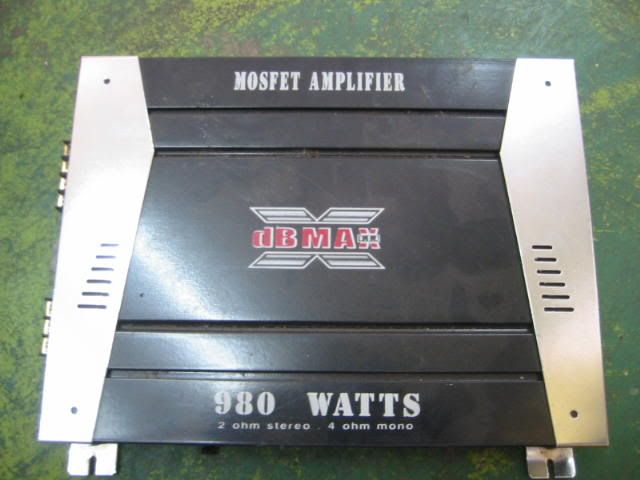 MOSFET AMPLIFIER
dBMAX
980 WATTS
2 ohm stereo . 4 ohm mono